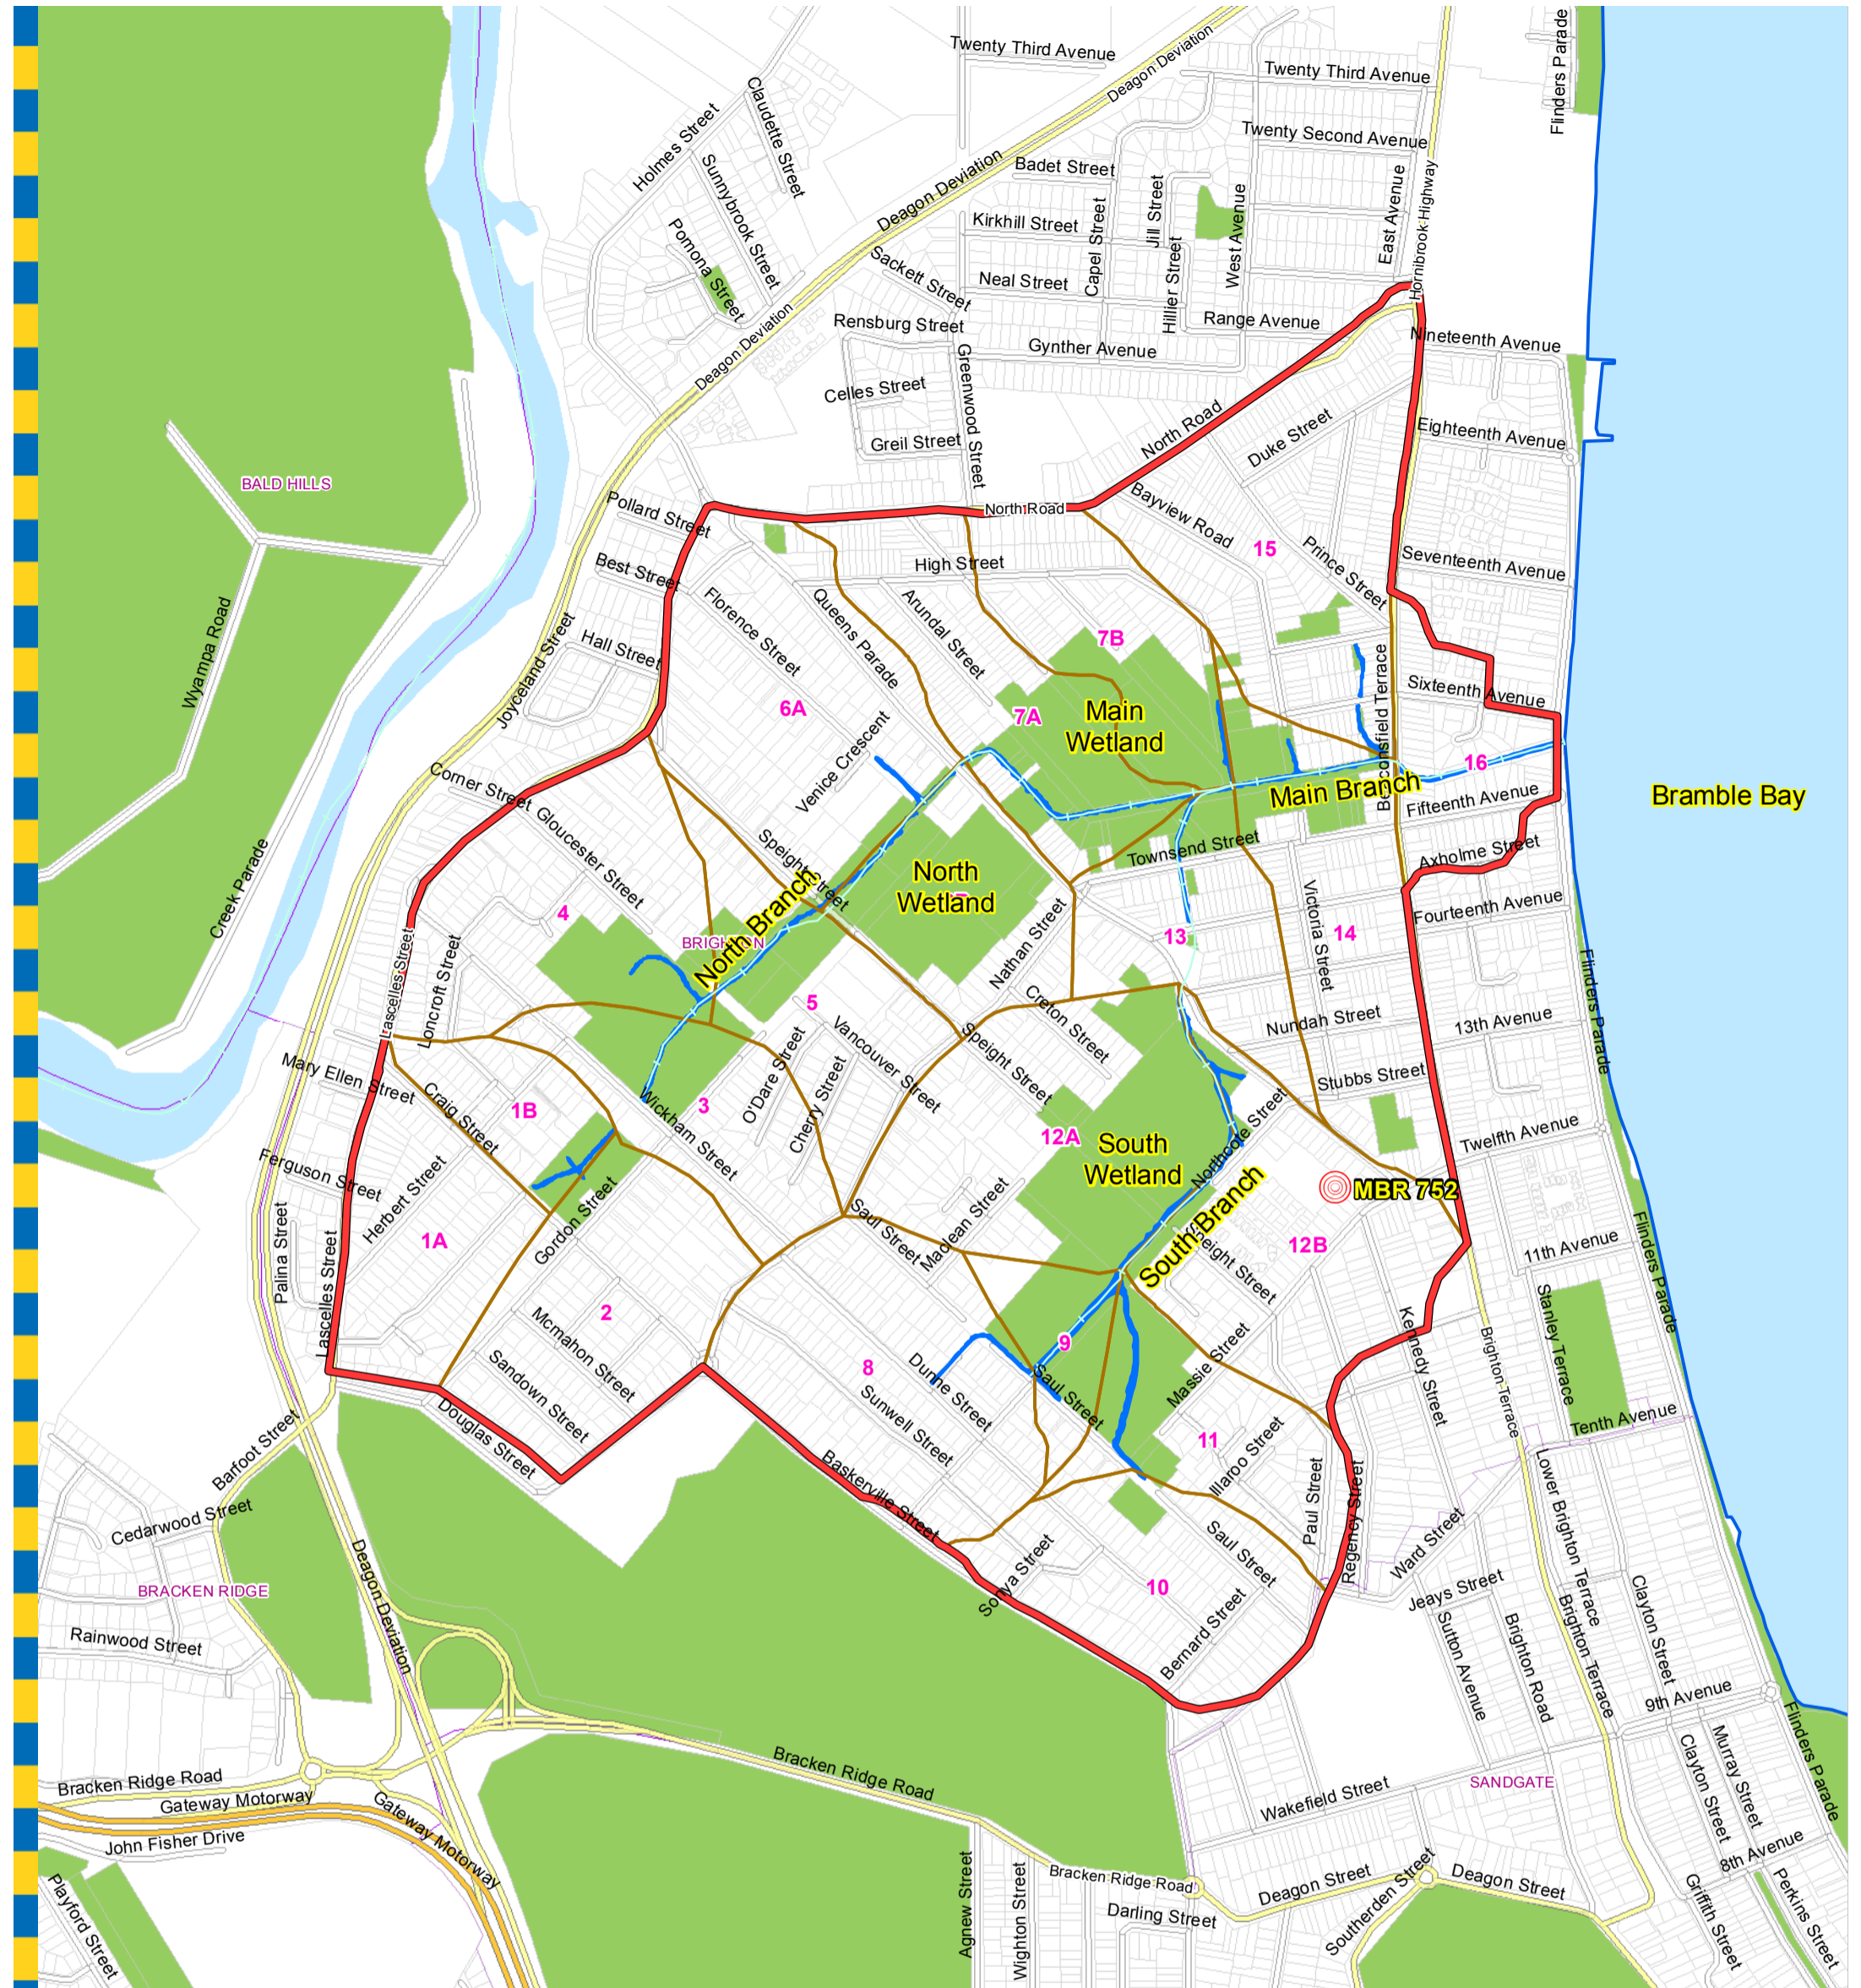 Twenty Third Avenue
Deagon Deviation
Flinders Parade
Twenty Third Avenue
Claudette Street
Holmes Street
Sunnybrook Street
Twenty Second Avenue
Deagon Deviation
Badet Street
Jill Street
Hornibrook Highway
East Avenue
West Avenue
Capel Street
Kirkhill Street
Pomona Street
Sackett Street
Neal Street
Hillier Street
Range Avenue
Rensburg Street
Deagon Deviation
Gynther Avenue
Nineteenth Avenue
Celles Street
Greenwood Street
Greil Street
North Road
Duke Street
Eighteenth Avenue
BALD HILLS
Pollard Street
North Road
Bayview Road
15
Prince Street
Seventeenth Avenue
High Street
Best Street
Florence Street
Queens Parade
Arundal Street
7B
Wyampa Road
Joyceland Street
Hall Street
Beaconsfield Terrace
Sixteenth Avenue
6A
7A
Main
Wetland
Venice Crescent
16
Main Branch
Fifteenth Avenue
Bramble Bay
Corner Street
Gloucester Street
Speight Street
Townsend Street
Axholme Street
North
Wetland
Creek Parade
4
Victoria Street
Fourteenth Avenue
BRIGHTON
North Branch
Nathan Street
13
14
Lascelles Street
Loncroft Street
Flinders Parade
5
Creton Street
Vancouver Street
Speight Street
Nundah Street
13th Avenue
O'Dare Street
Cherry Street
Mary Ellen Street
Craig Street
1B
Wickham Street
3
Stubbs Street
12A
South
Wetland
Northcote Street
Twelfth Avenue
Ferguson Street
Herbert Street
MBR 752
Palina Street
Lascelles Street
1A
Gordon Street
Saul Street
Maclean Street
South Branch
Speight Street
12B
11th Avenue
Flinders Parade
2
Mcmahon Street
Sandown Street
8
9
Dunne Street
Saul Street
Sunwell Street
Massie Street
Kennedy Street
Brighton Terrace
Stanley Terrace
Tenth Avenue
Douglas Street
Barfoot Street
Baskerville Street
11
Illaroo Street
Paul Street
Regency Street
Lower Brighton Terrace
Cedarwood Street
Deagon Deviation
Sonya Street
Saul Street
Ward Street
10
Bernard Street
Jeays Street
BRACKEN RIDGE
Rainwood Street
Sutton Avenue
Brighton Road
Brighton Terrace
Clayton Street
9th Avenue
Flinders Parade
Bracken Ridge Road
Bracken Ridge Road
Gateway Motorway
Gateway Motorway
John Fisher Drive
Wakefield Street
SANDGATE
Clayton Street
Murray Street
8th Avenue
Playford Street
Agnew Street
Wighton Street
Bracken Ridge Road
Darling Street
Deagon Street
Southerden Street
Deagon Street
Griffith Street
Perkins Street